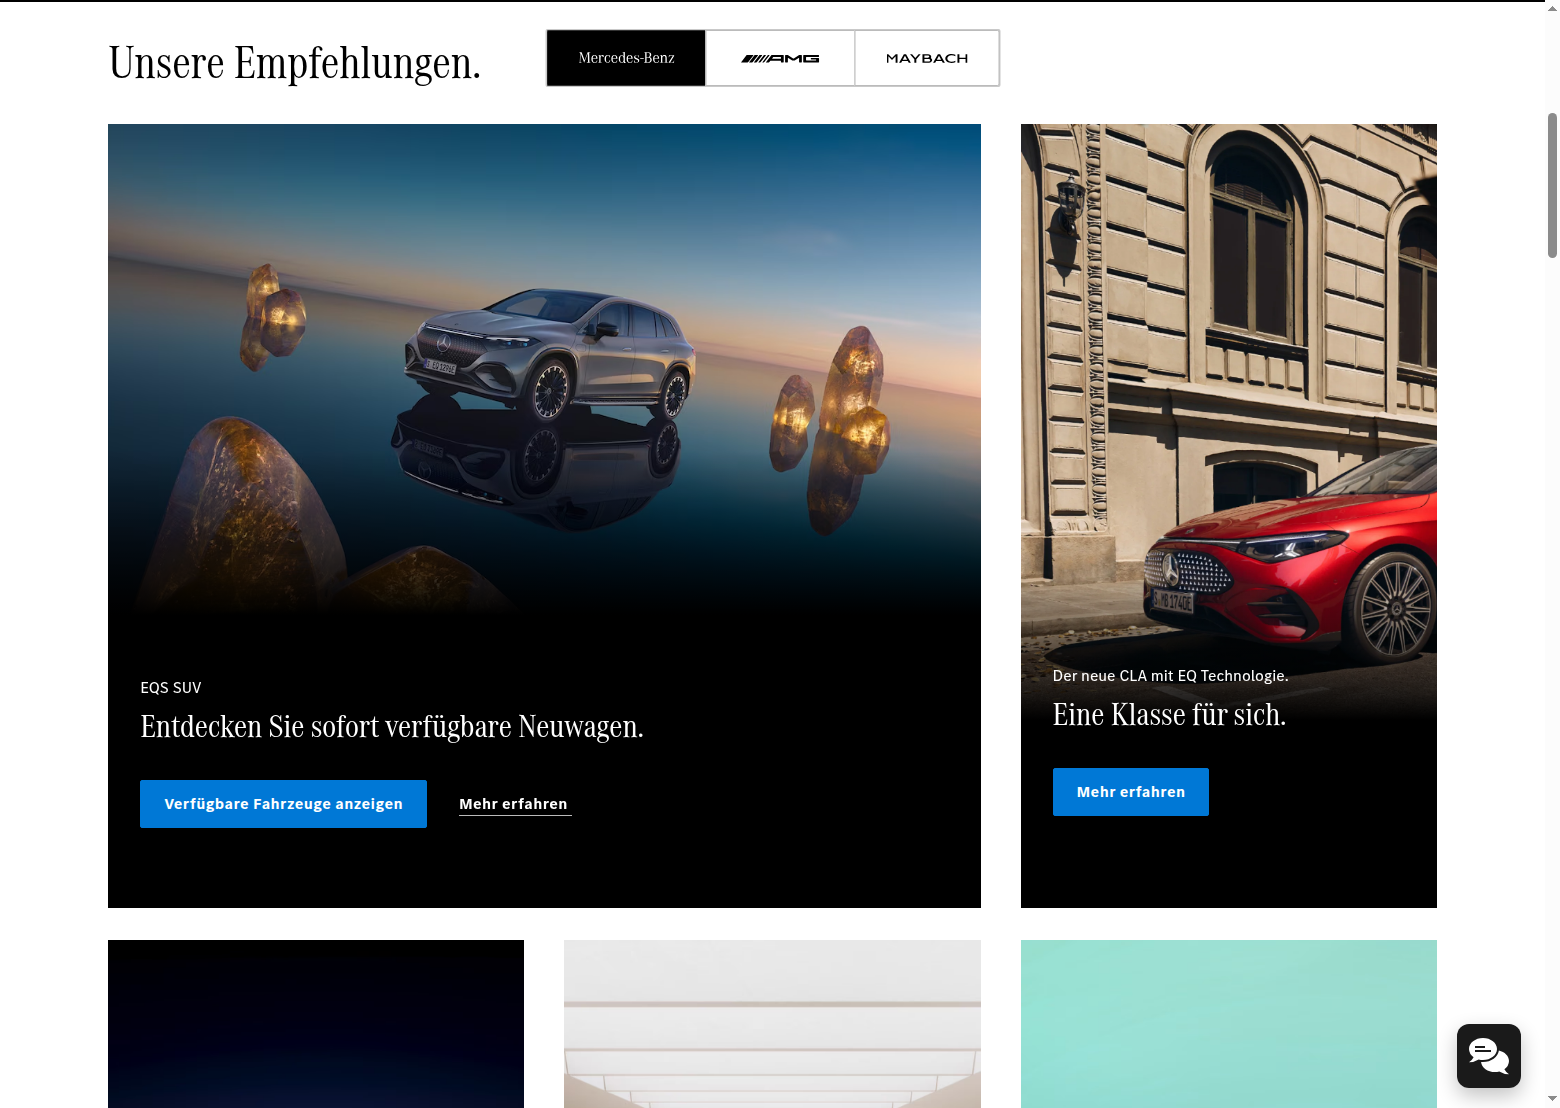 Unsere Empfehlungen.
Mercedes-Benz
AMG
MAYBACH
EQS SUV
Entdecken Sie sofort verfügbare Neuwagen.
Verfügbare Fahrzeuge anzeigen
Mehr erfahren
Der neue CLA mit EQ Technologie.
Eine Klasse für sich.
Mehr erfahren